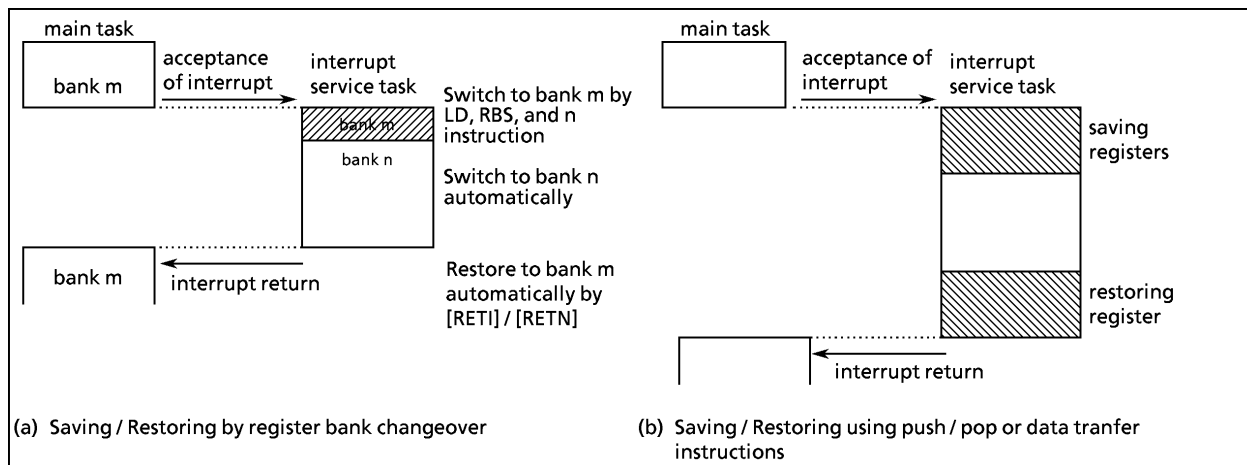 main task
bank m
acceptance
of interrupt
interrupt
service task
bank m
bank n
Switch to bank m by
LD, RBS, and n
instruction
Switch to bank n
automatically
bank m
interrupt return
Restore to bank m
automatically by
[RETI] / [RETN]
(a) Saving / Restoring by register bank changeover
main task
acceptance of
interrupt
interrupt
service task
saving
registers
restoring
register
interrupt return
(b) Saving / Restoring using push / pop or data tranfer
instructions